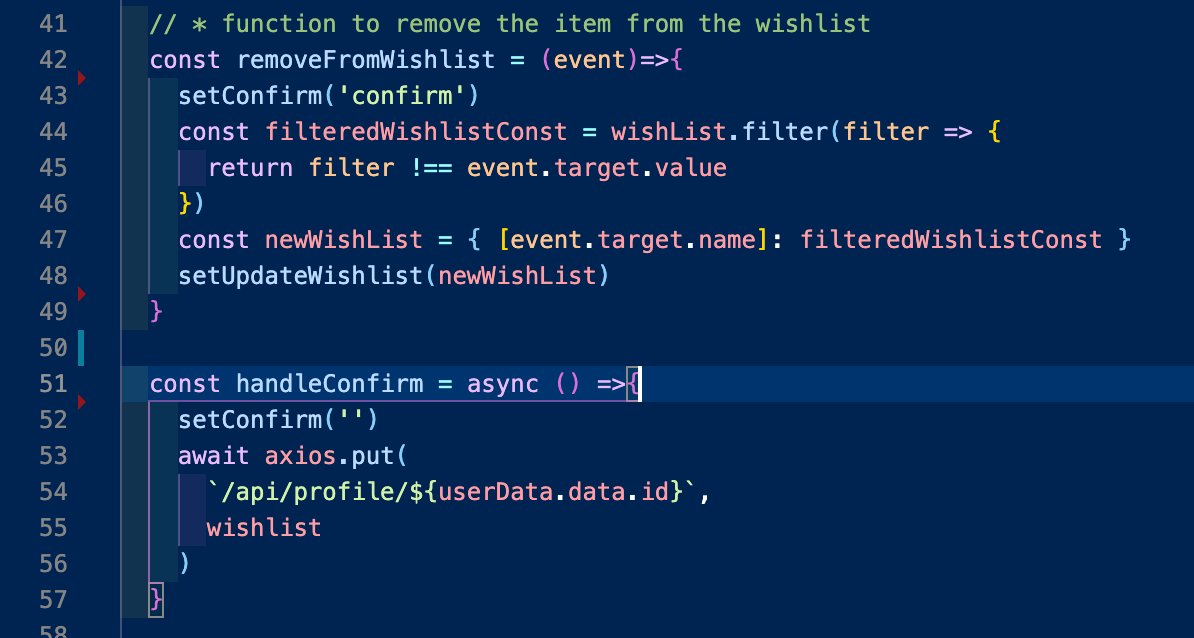 41 // * function to remove the item from the wishlist
42 const removeFromWishlist = (event)=>{
43 setConfirm('confirm')
44 const filteredWishlistConst = wishList.filter(filter => {
45 return filter !== event.target.value
46 })
47 const newWishList = { [event.target.name]: filteredWishlistConst }
48 setUpdateWishlist(newWishList)
49 }
50
51 const handleConfirm = async () =>{
52 setConfirm('')
53 await axios.put(
54 `/api/profile/${userData.data.id}`,
55 wishlist
56 )
57 }
58